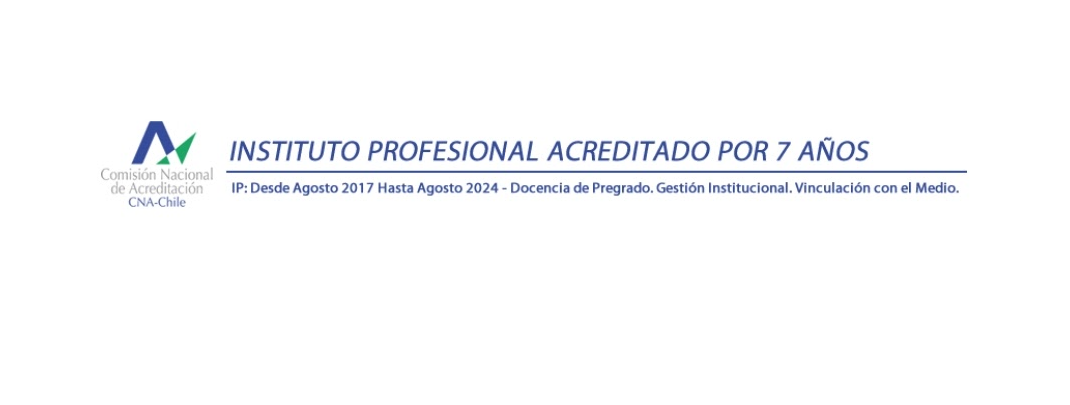 INSTITUTO PROFESIONAL ACREDITADO POR 7 AÑOS
Comisión Nacional
de Acreditación
CNA-Chile
IP: Desde Agosto 2017 Hasta Agosto 2024 - Docencia de Pregrado. Gestión Institucional. Vinculación con el Medio.